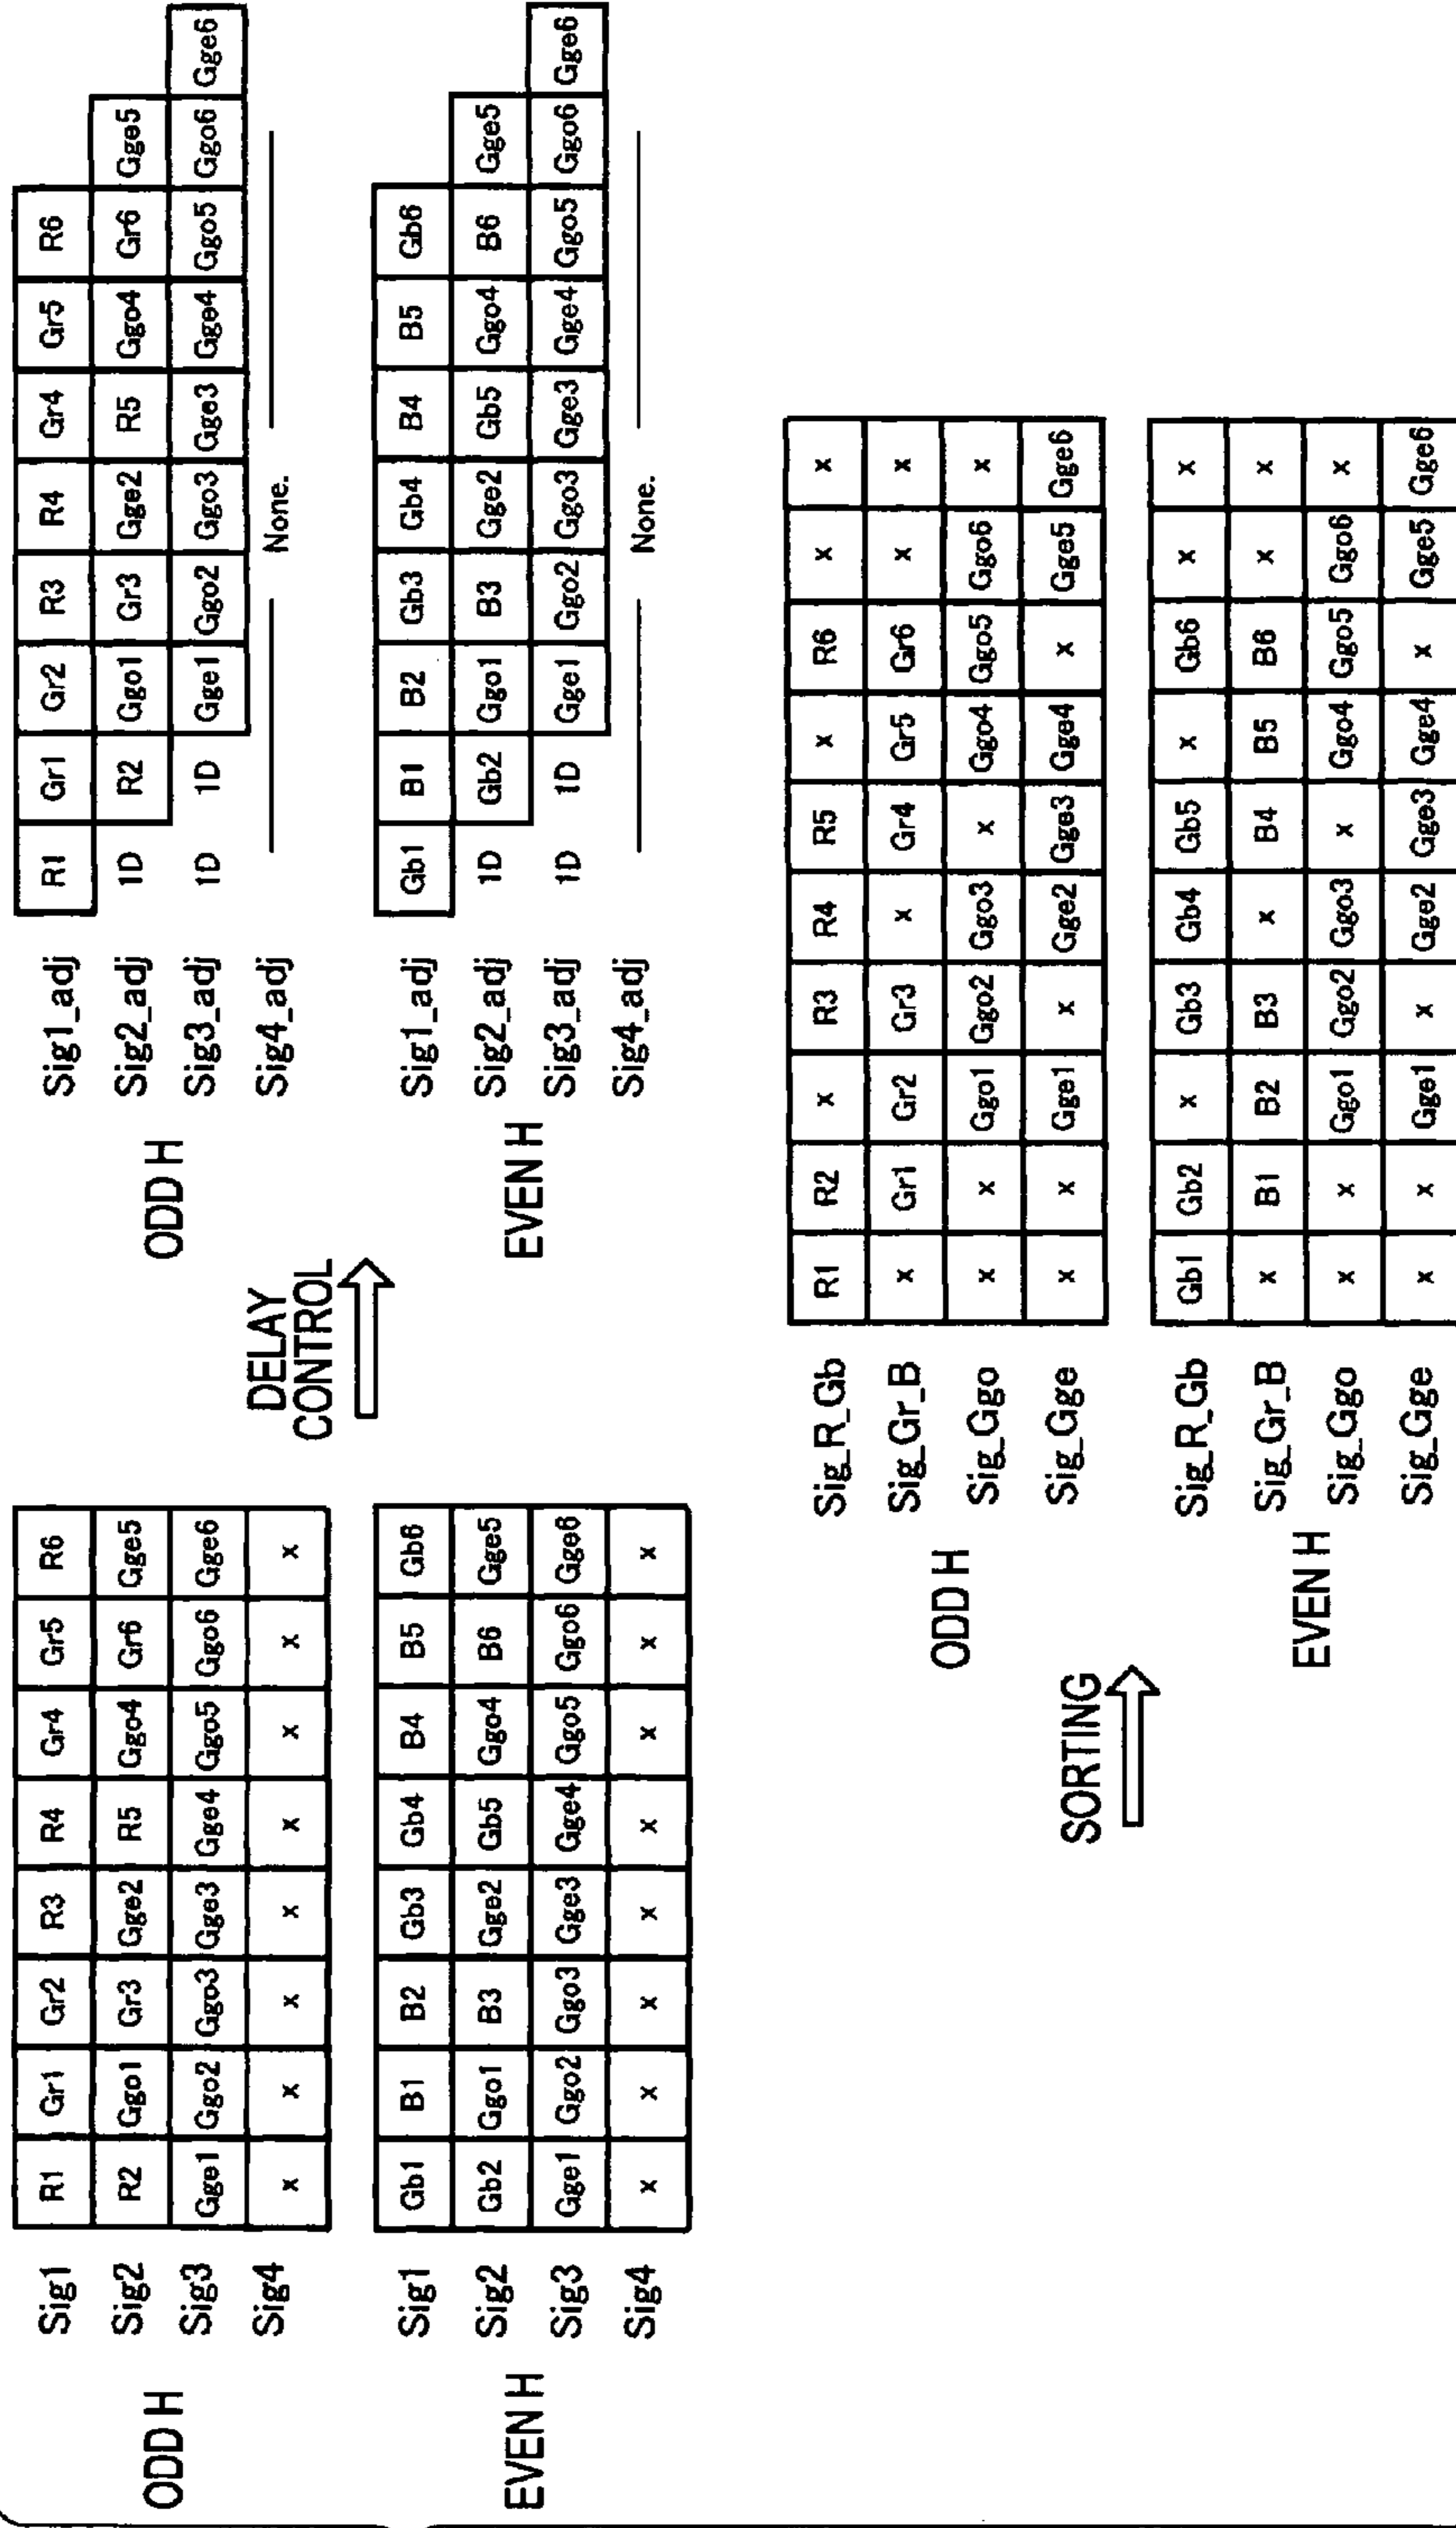 ODD H
Sig1 R1 Gr1 Gr2 R3 R4 Gr4 Gr5 R6
Sig2 R2 Ggo1 Gr3 Gge2 R5 Ggo4 Gr6 Gge5
Sig3 Gge1 Ggo2 Ggo3 Gge3 Gge4 Ggo5 Ggo6 Gge6
Sig4 x x x x x x x x
EVEN H
Sig1 Gb1 B1 B2 Gb3 Gb4 B4 B5 Gb6
Sig2 Gb2 Ggo1 B3 Gge2 Gb5 Ggo4 B6 Gge5
Sig3 Gge1 Ggo2 Ggo3 Gge3 Gge4 Ggo5 Ggo6 Gge6
Sig4 x x x x x x x x
DELAY
CONTROL
ODD H
Sig1_adj R1 Gr1 Gr2 R3 R4 Gr4 Gr5 R6
Sig2_adj 1D R2 Ggo1 Gr3 Gge2 R5 Ggo4 Gr6 Gge5
Sig3_adj 1D 1D Gge1 Ggo2 Ggo3 Gge3 Gge4 Ggo5 Ggo6 Gge6
Sig4_adj None.
EVEN H
Sig1_adj Gb1 B1 B2 Gb3 Gb4 B4 B5 Gb6
Sig2_adj 1D Gb2 Ggo1 B3 Gge2 Gb5 Ggo4 B6 Gge5
Sig3_adj 1D 1D Gge1 Ggo2 Ggo3 Gge3 Gge4 Ggo5 Ggo6 Gge6
Sig4_adj None.
SORTING
ODD H
Sig_R_Gb R1 R2 x R3 R4 R5 x R6 x x
Sig_Gr_B x Gr1 Gr2 Gr3 x Gr4 Gr5 Gr6 x x
Sig_Ggo x x Ggo1 Ggo2 Ggo3 x Ggo4 Ggo5 Ggo6 x
Sig_Gge x x Gge1 x Gge2 Gge3 Gge4 x Gge5 Gge6
EVEN H
Sig_R_Gb Gb1 Gb2 x Gb3 Gb4 Gb5 x Gb6 x x
Sig_Gr_B x B1 B2 B3 x B4 B5 B6 x x
Sig_Ggo x x Ggo1 Ggo2 Ggo3 x Ggo4 Ggo5 Ggo6 x
Sig_Gge x x Gge1 x Gge2 Gge3 Gge4 x Gge5 Gge6